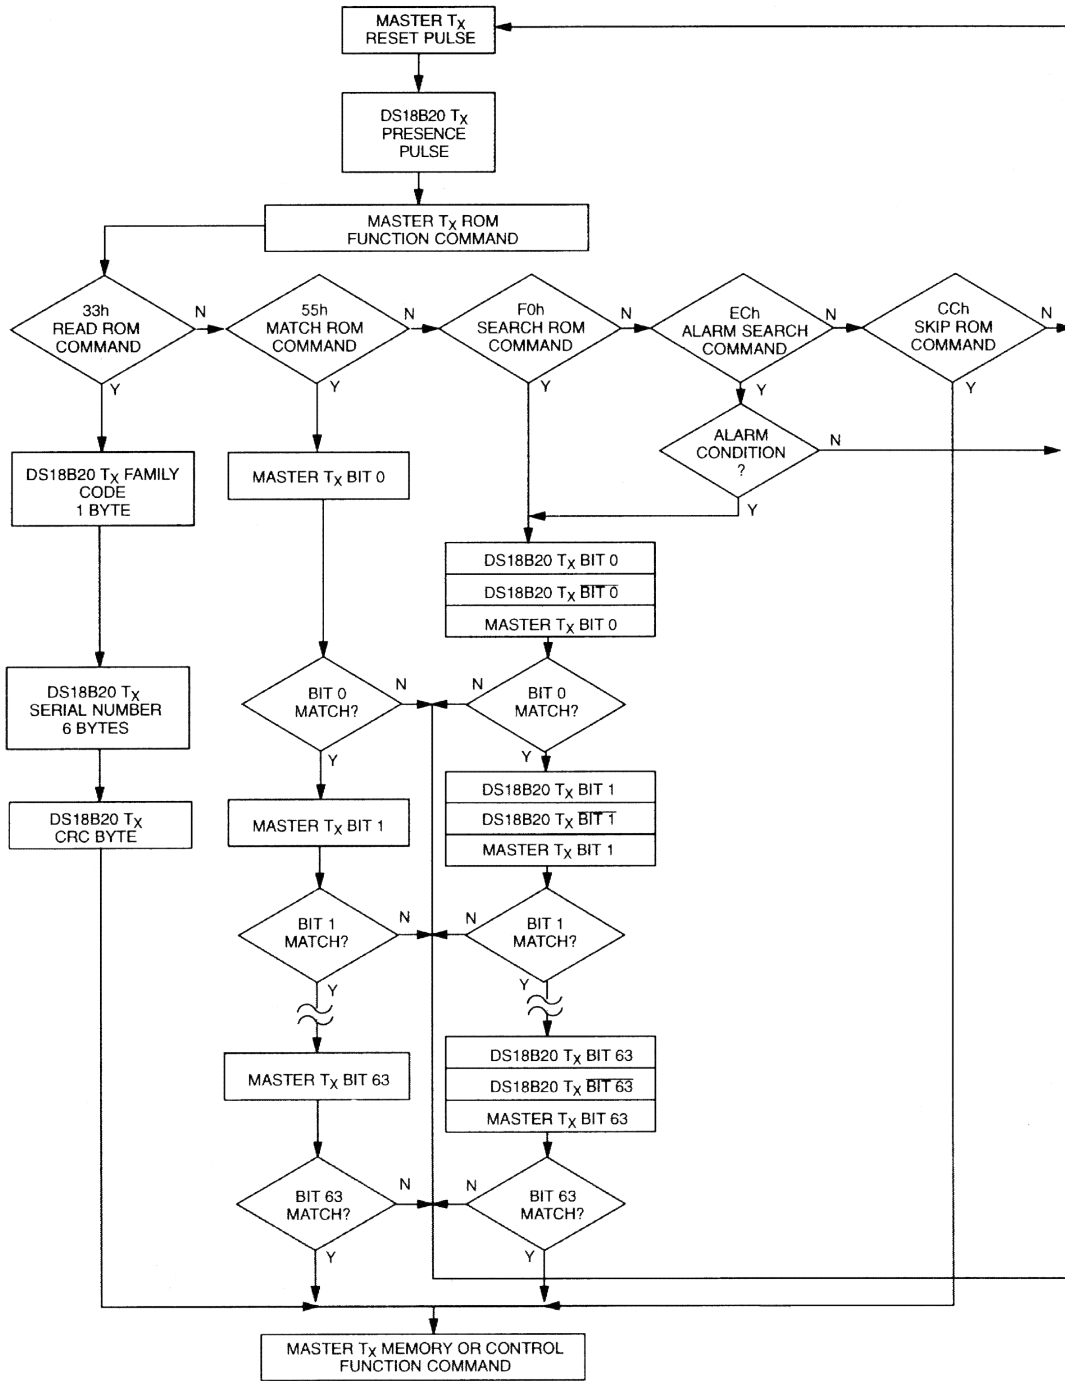 MASTER TX
RESET PULSE
DS18B20 TX
PRESENCE
PULSE
MASTER TX ROM
FUNCTION COMMAND
33h
READ ROM
COMMAND
N
Y
55h
MATCH ROM
COMMAND
N
Y
F0h
SEARCH ROM
COMMAND
N
Y
ECh
ALARM SEARCH
COMMAND
N
Y
CCh
SKIP ROM
COMMAND
N
Y
ALARM
CONDITION
?
N
Y
DS18B20 TX FAMILY
CODE
1 BYTE
MASTER TX BIT 0
DS18B20 TX BIT 0
DS18B20 TX B̅I̅T̅ ̅0̅
MASTER TX BIT 0
DS18B20 TX
SERIAL NUMBER
6 BYTES
BIT 0
MATCH?
N
Y
BIT 0
MATCH?
N
Y
DS18B20 TX
CRC BYTE
MASTER TX BIT 1
DS18B20 TX BIT 1
DS18B20 TX B̅I̅T̅ ̅1̅
MASTER TX BIT 1
BIT 1
MATCH?
N
Y
BIT 1
MATCH?
N
Y
MASTER TX BIT 63
DS18B20 TX BIT 63
DS18B20 TX B̅I̅T̅ ̅6̅3̅
MASTER TX BIT 63
BIT 63
MATCH?
N
Y
BIT 63
MATCH?
N
Y
MASTER TX MEMORY OR CONTROL
FUNCTION COMMAND